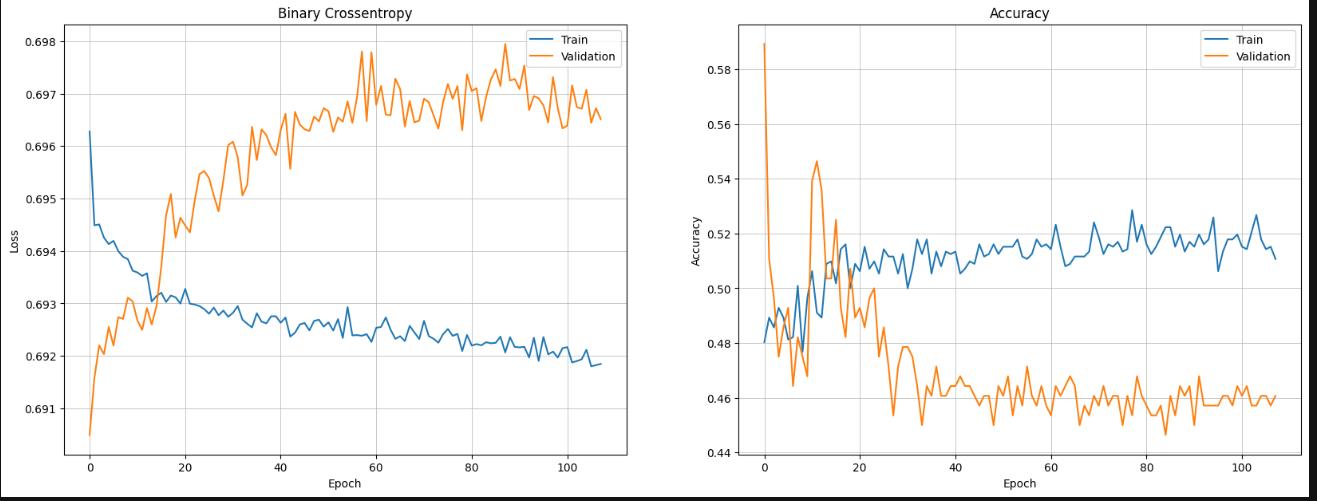 Binary Crossentropy
Train
Validation
0.698
0.697
0.696
0.695
0.694
0.693
0.692
0.691
Loss
0 20 40 60 80 100
Epoch
Accuracy
Train
Validation
0.58
0.56
0.54
0.52
0.50
0.48
0.46
0.44
Accuracy
0 20 40 60 80 100
Epoch